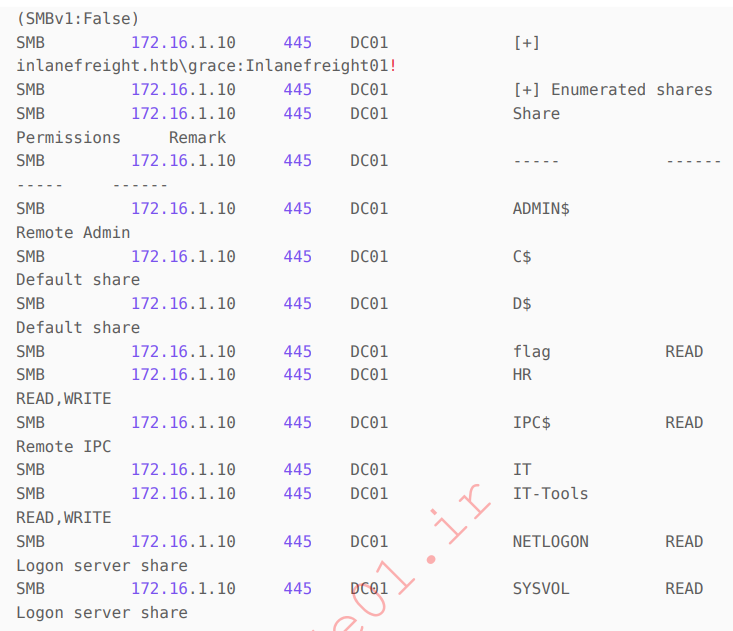 (SMBv1:False)
SMB 172.16.1.10 445 DC01 [+]
inlanefreight.htb\grace:Inlanefreight01!
SMB 172.16.1.10 445 DC01 [+] Enumerated shares
SMB 172.16.1.10 445 DC01 Share
Permissions Remark
SMB 172.16.1.10 445 DC01 ----- ------
----- ------
SMB 172.16.1.10 445 DC01 ADMIN$
Remote Admin
SMB 172.16.1.10 445 DC01 C$
Default share
SMB 172.16.1.10 445 DC01 D$
Default share
SMB 172.16.1.10 445 DC01 flag READ
SMB 172.16.1.10 445 DC01 HR
READ,WRITE
SMB 172.16.1.10 445 DC01 IPC$ READ
Remote IPC
SMB 172.16.1.10 445 DC01 IT
SMB 172.16.1.10 445 DC01 IT-Tools
READ,WRITE
SMB 172.16.1.10 445 DC01 NETLOGON READ
Logon server share
SMB 172.16.1.10 445 DC01 SYSVOL READ
Logon server share